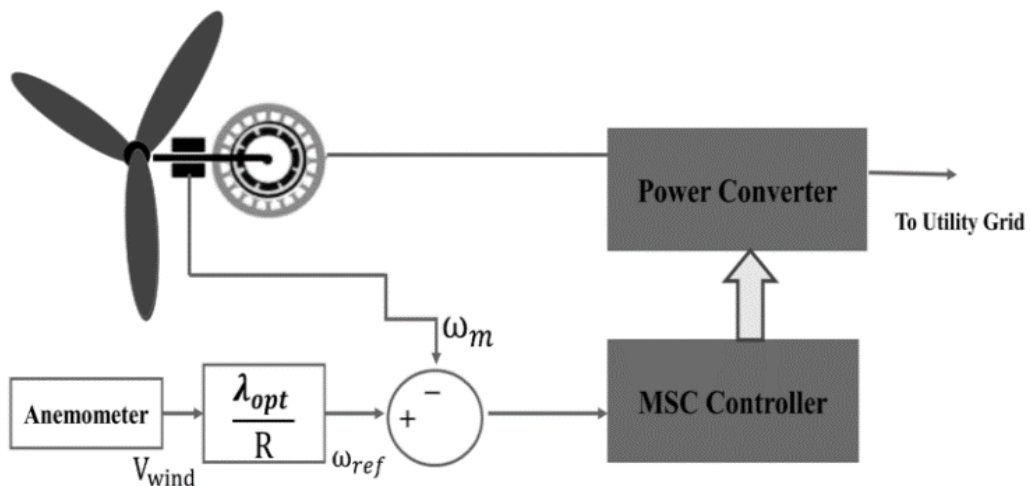 Power Converter
To Utility Grid
ω_m
−
+
Anemometer
λ_opt
R
MSC Controller
V_wind
ω_ref